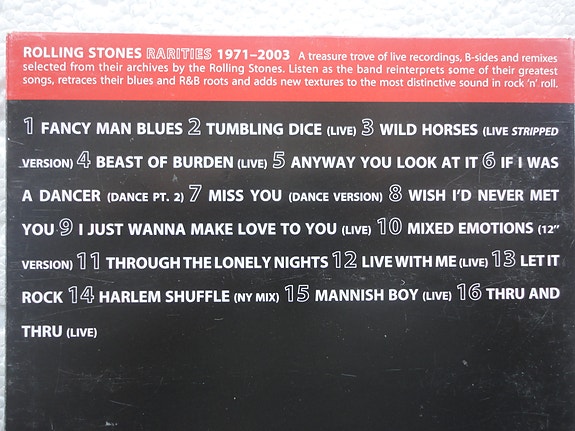 ROLLING STONES RARITIES 1971–2003 A treasure trove of live recordings, B-sides and remixes
selected from their archives by the Rolling Stones. Listen as the band reinterprets some of their greatest
songs, retraces their blues and R&B roots and adds new textures to the most distinctive sound in rock 'n' roll.
1 FANCY MAN BLUES 2 TUMBLING DICE (LIVE) 3 WILD HORSES (LIVE STRIPPED
VERSION) 4 BEAST OF BURDEN (LIVE) 5 ANYWAY YOU LOOK AT IT 6 IF I WAS
A DANCER (DANCE PT. 2) 7 MISS YOU (DANCE VERSION) 8 WISH I'D NEVER MET
YOU 9 I JUST WANNA MAKE LOVE TO YOU (LIVE) 10 MIXED EMOTIONS (12"
VERSION) 11 THROUGH THE LONELY NIGHTS 12 LIVE WITH ME (LIVE) 13 LET IT
ROCK 14 HARLEM SHUFFLE (NY MIX) 15 MANNISH BOY (LIVE) 16 THRU AND
THRU (LIVE)